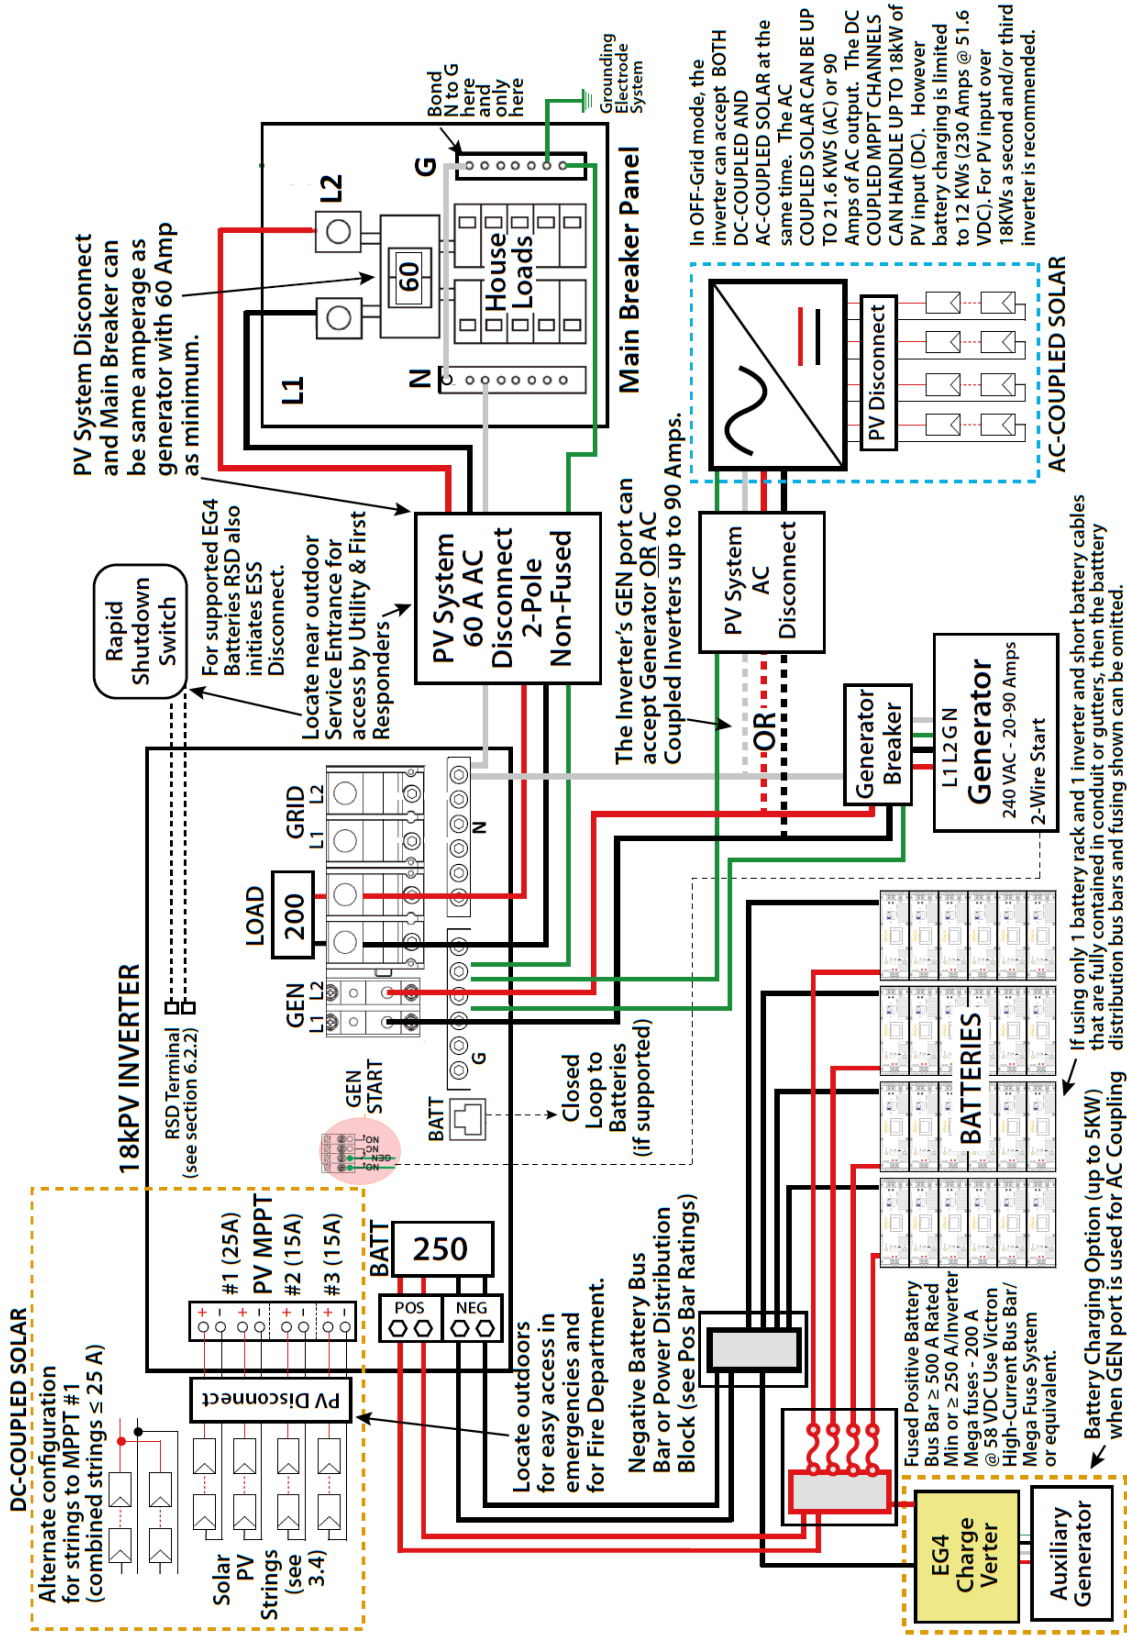 DC-COUPLED SOLAR
Alternate configuration
for strings to MPPT #1
(combined strings ≤ 25 A)
Solar
PV
Strings
(see
3.4)
PV Disconnect
+
−
+
−
+
−
+
−
#1 (25A)
PV MPPT
#2 (15A)
#3 (15A)
18kPV INVERTER
RSD Terminal
(see section 6.2.2)
Rapid
Shutdown
Switch
For supported EG4
Batteries RSD also
initiates ESS
Disconnect.
Locate near outdoor
Service Entrance for
access by Utility & First
Responders
PV System Disconnect
and Main Breaker can
be same amperage as
generator with 60 Amp
as minimum.
L1
L2
60
N
G
House
Loads
Main Breaker Panel
Bond
N to G
here
and
only
here
Grounding
Electrode
System
GEN
L1 L2
LOAD
200
GRID
L1 L2
GEN
START
NO
GEN
NC
NO
BATT
G
N
Closed
Loop to
Batteries
(if supported)
PV System
60 A AC
Disconnect
2-Pole
Non-Fused
BATT
250
POS
NEG
Locate outdoors
for easy access in
emergencies and
for Fire Department.
Negative Battery Bus
Bar or Power Distribution
Block (see Pos Bar Ratings)
The Inverter's GEN port can
accept Generator OR AC
Coupled Inverters up to 90 Amps.
OR
PV System
AC
Disconnect
PV Disconnect
AC-COUPLED SOLAR
In OFF-Grid mode, the
inverter can accept BOTH
DC-COUPLED AND
AC-COUPLED SOLAR at the
same time. The AC
COUPLED SOLAR CAN BE UP
TO 21.6 KWS (AC) or 90
Amps of AC output. The DC
COUPLED MPPT CHANNELS
CAN HANDLE UP TO 18kW of
PV input (DC). However
battery charging is limited
to 12 KWs (230 Amps @ 51.6
VDC). For PV input over
18KWs a second and/or third
inverter is recommended.
Generator
Breaker
L1 L2 G N
Generator
240 VAC - 20-90 Amps
2-Wire Start
BATTERIES
Fused Positive Battery
Bus Bar ≥ 500 A Rated
Min or ≥ 250 A/Inverter
Mega fuses - 200 A
@ 58 VDC Use Victron
High-Current Bus Bar/
Mega Fuse System
or equivalent.
EG4
Charge
Verter
Auxiliary
Generator
If using only 1 battery rack and 1 inverter and short battery cables
that are fully contained in conduit or gutters, then the batttery
distribution bus bars and fusing shown can be omitted.
Battery Charging Option (up to 5KW)
when GEN port is used for AC Coupling